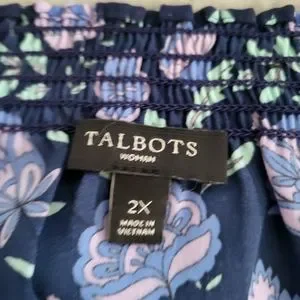 TALBOTS
WOMAN
2X
MADE IN
VIETNAM